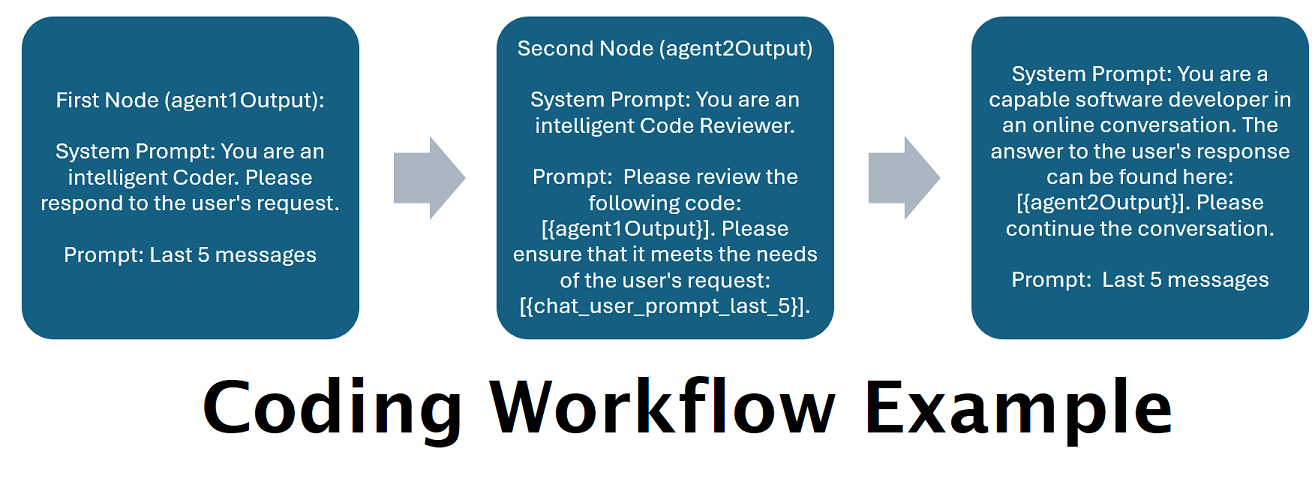 First Node (agent1Output):
System Prompt: You are an
intelligent Coder. Please
respond to the user's request.
Prompt: Last 5 messages
Second Node (agent2Output)
System Prompt: You are an
intelligent Code Reviewer.
Prompt:  Please review the
following code:
[{agent1Output}]. Please
ensure that it meets the needs
of the user's request:
[{chat_user_prompt_last_5}].
System Prompt: You are a
capable software developer in
an online conversation. The
answer to the user's response
can be found here:
[{agent2Output}]. Please
continue the conversation.
Prompt:  Last 5 messages
Coding Workflow Example